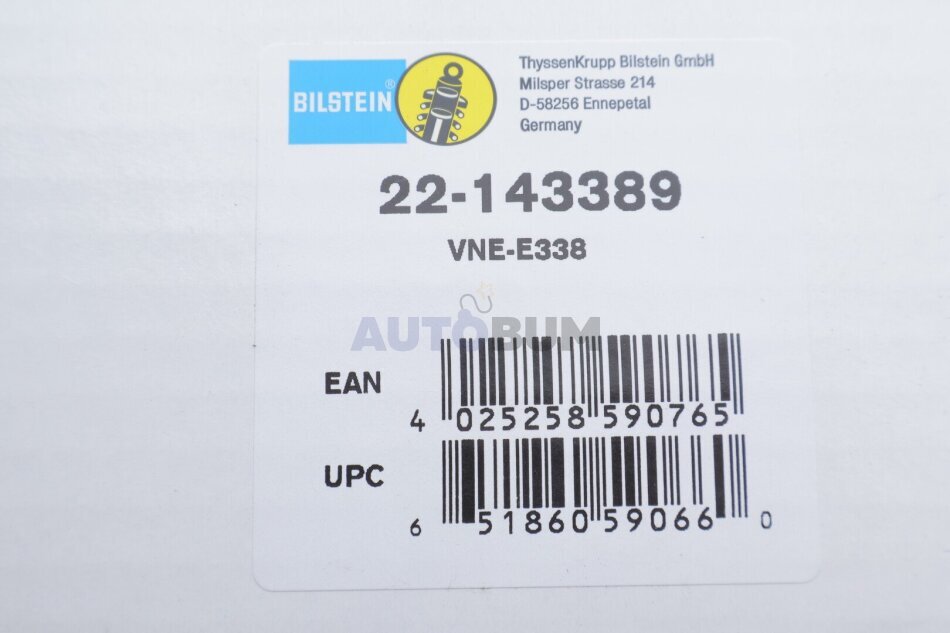 BILSTEIN®
ThyssenKrupp Bilstein GmbH
Milsper Strasse 214
D-58256 Ennepetal
Germany
22-143389
VNE-E338
AUTOBUM
EAN
4 025258 590765
UPC
6 51860 59066 0